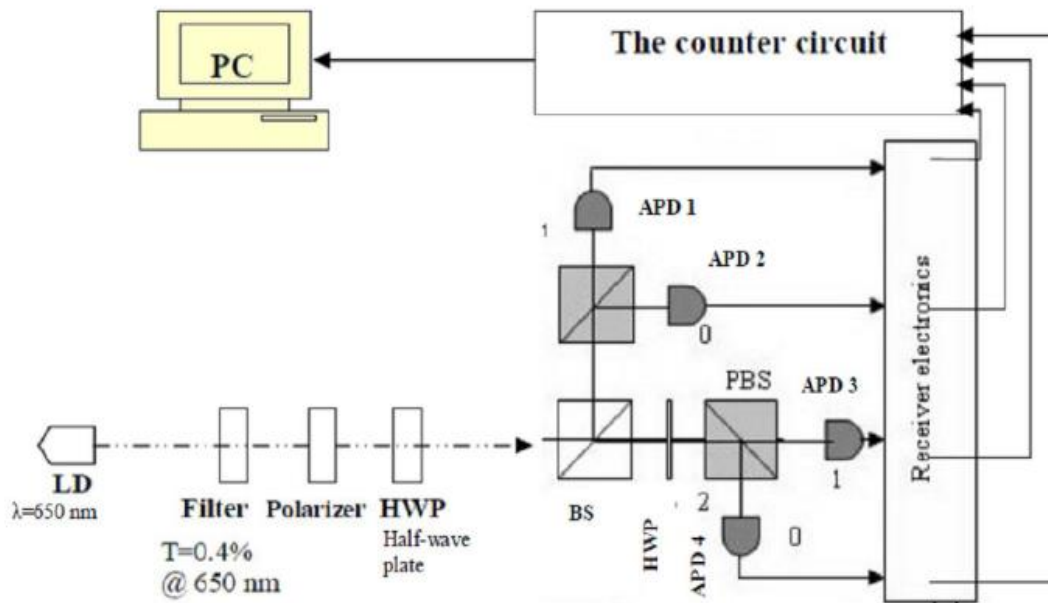 The counter circuit
PC
APD 1
1
APD 2
0
PBS
APD 3
1
2
0
BS
HWP
APD 4
Receiver electronics
LD
λ=650 nm
Filter
T=0.4%
@ 650 nm
Polarizer
HWP
Half-wave
plate